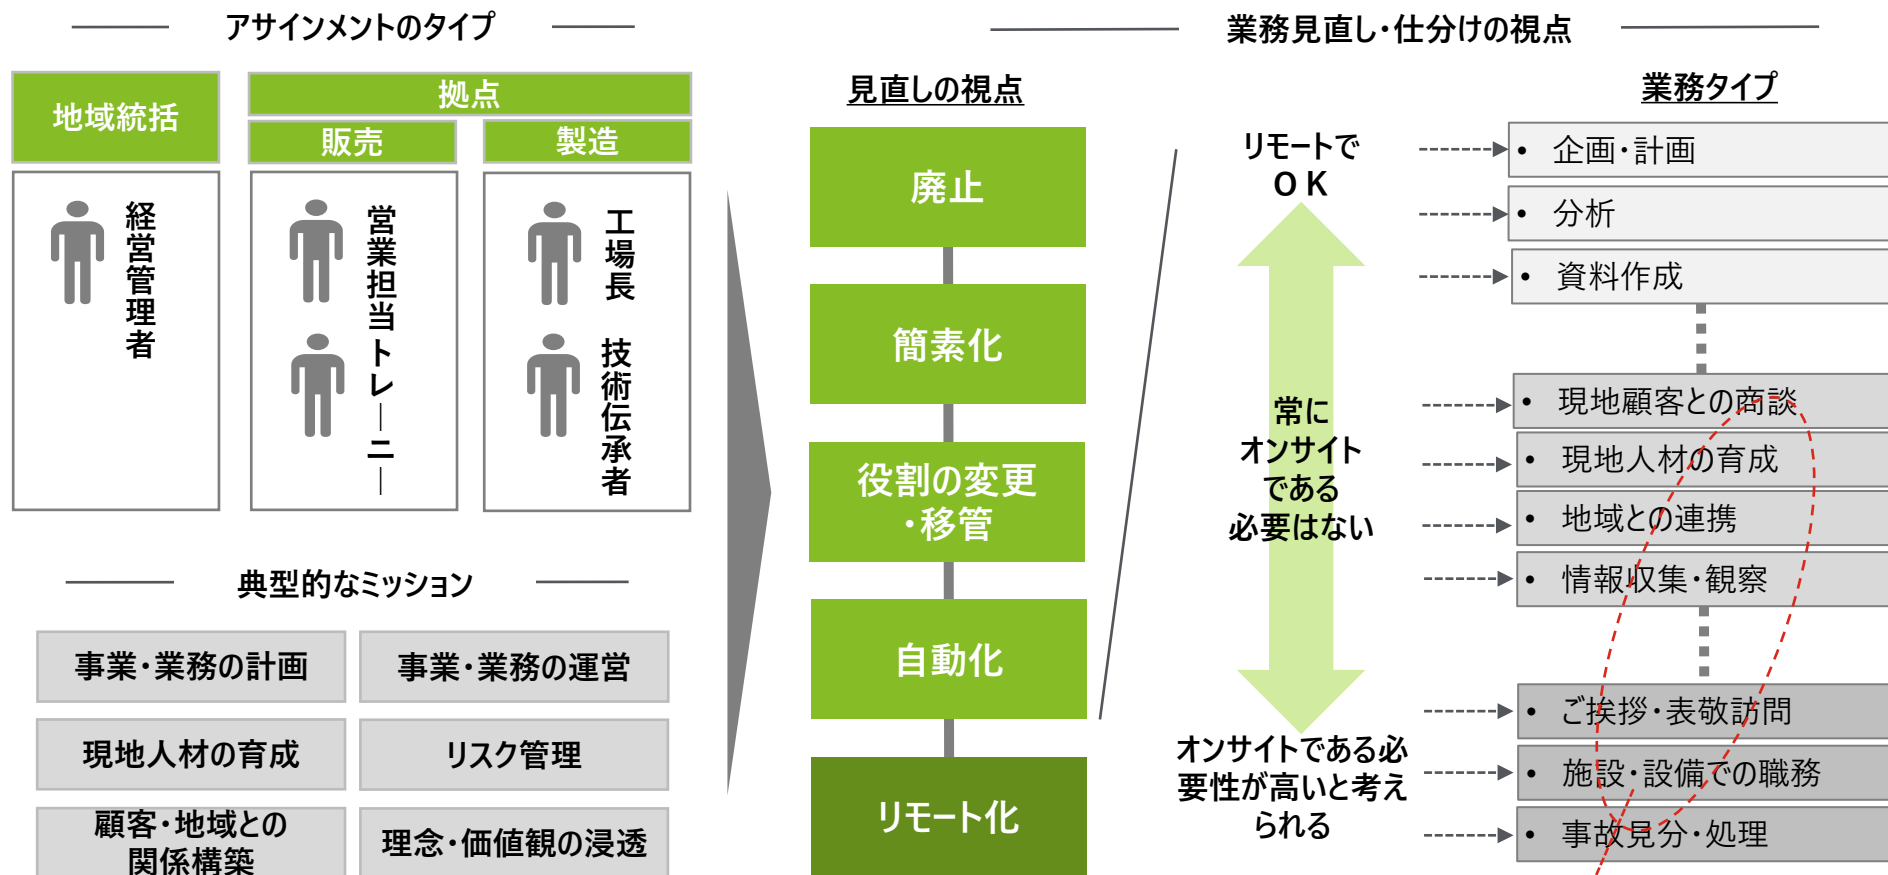 アサインメントのタイプ
地域統括
拠点
販売
製造
経営管理者
営業担当
トレーニー
工場長
技術伝承者
典型的なミッション
事業・業務の計画
事業・業務の運営
現地人材の育成
リスク管理
顧客・地域との
関係構築
理念・価値観の浸透
業務見直し・仕分けの視点
見直しの視点
廃止
簡素化
役割の変更
・移管
自動化
リモート化
リモートで
ＯＫ
常に
オンサイト
である
必要はない
オンサイトである必
要性が高いと考え
られる
業務タイプ
• 企画・計画
• 分析
• 資料作成
• 現地顧客との商談
• 現地人材の育成
• 地域との連携
• 情報収集・観察
• ご挨拶・表敬訪問
• 施設・設備での職務
• 事故見分・処理